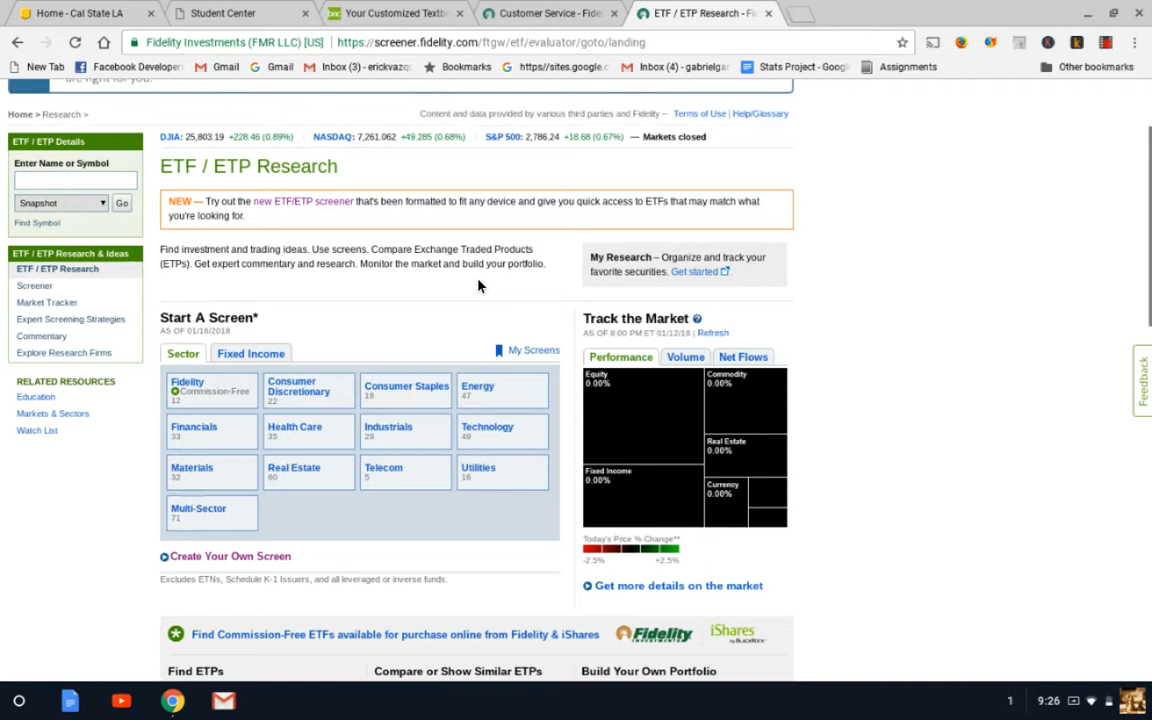 Home - Cal State LA
Student Center
Your Customized Textb
Customer Service - Fidel
ETF / ETP Research - Fid
Fidelity Investments (FMR LLC) [US]
https://screener.fidelity.com/ftgw/etf/evaluator/goto/landing
New Tab
Facebook Developer
Gmail
Gmail
Inbox (3) - erickvazq
Bookmarks
https//sites.google.c
Inbox (4) - gabrielgar
Stats Project - Google
Assignments
Other bookmarks
are right for you.
Home > Research >
Content and data provided by various third parties and Fidelity – Terms of Use | Help/Glossary
ETF / ETP Details
Enter Name or Symbol
Snapshot
Go
Find Symbol
ETF / ETP Research & Ideas
ETF / ETP Research
Screener
Market Tracker
Expert Screening Strategies
Commentary
Explore Research Firms
RELATED RESOURCES
Education
Markets & Sectors
Watch List
DJIA: 25,803.19 +228.46 (0.89%) NASDAQ: 7,261.062 +49.285 (0.68%) S&P 500: 2,786.24 +18.68 (0.67%) — Markets closed
ETF / ETP Research
NEW — Try out the new ETF/ETP screener that's been formatted to fit any device and give you quick access to ETFs that may match what
you're looking for.
Find investment and trading ideas. Use screens. Compare Exchange Traded Products
(ETPs). Get expert commentary and research. Monitor the market and build your portfolio.
My Research – Organize and track your
favorite securities. Get started
Start A Screen*
AS OF 01/16/2018
Sector
Fixed Income
My Screens
Fidelity
Commission-Free
12
Consumer
Discretionary
22
Consumer Staples
18
Energy
47
Financials
33
Health Care
35
Industrials
29
Technology
49
Materials
32
Real Estate
60
Telecom
5
Utilities
16
Multi-Sector
71
Create Your Own Screen
Excludes ETNs, Schedule K-1 Issuers, and all leveraged or inverse funds.
Track the Market
AS OF 8:00 PM ET 01/12/18 | Refresh
Performance
Volume
Net Flows
Equity
0.00%
Commodity
0.00%
Real Estate
0.00%
Fixed Income
0.00%
Currency
0.00%
Today's Price % Change**
-2.5%
+2.5%
Get more details on the market
Find Commission-Free ETFs available for purchase online from Fidelity & iShares
Fidelity
INVESTMENTS
iShares
by BLACKROCK
Find ETPs
Compare or Show Similar ETPs
Build Your Own Portfolio
Feedback
1
9:26